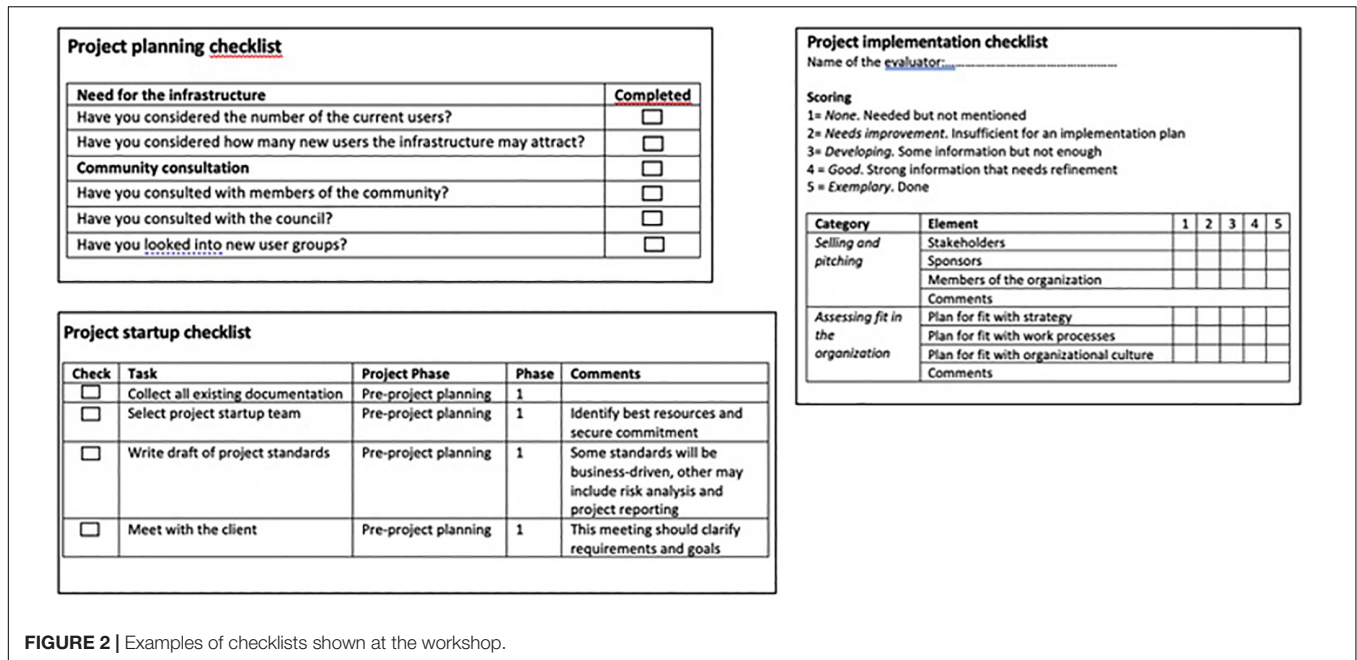 Project planning checklist
Need for the infrastructure Completed
Have you considered the number of the current users?
Have you considered how many new users the infrastructure may attract?
Community consultation
Have you consulted with members of the community?
Have you consulted with the council?
Have you looked into new user groups?
Project startup checklist
Check Task Project Phase Phase Comments
Collect all existing documentation Pre-project planning 1
Select project startup team Pre-project planning 1 Identify best resources and
secure commitment
Write draft of project standards Pre-project planning 1 Some standards will be
business-driven, other may
include risk analysis and
project reporting
Meet with the client Pre-project planning 1 This meeting should clarify
requirements and goals
Project implementation checklist
Name of the evaluator:................................................
Scoring
1= None. Needed but not mentioned
2= Needs improvement. Insufficient for an implementation plan
3= Developing. Some information but not enough
4 = Good. Strong information that needs refinement
5 = Exemplary. Done
Category Element 1 2 3 4 5
Selling and Stakeholders
pitching Sponsors
Members of the organization
Comments
Assessing fit in Plan for fit with strategy
the Plan for fit with work processes
organization Plan for fit with organizational culture
Comments
FIGURE 2 | Examples of checklists shown at the workshop.